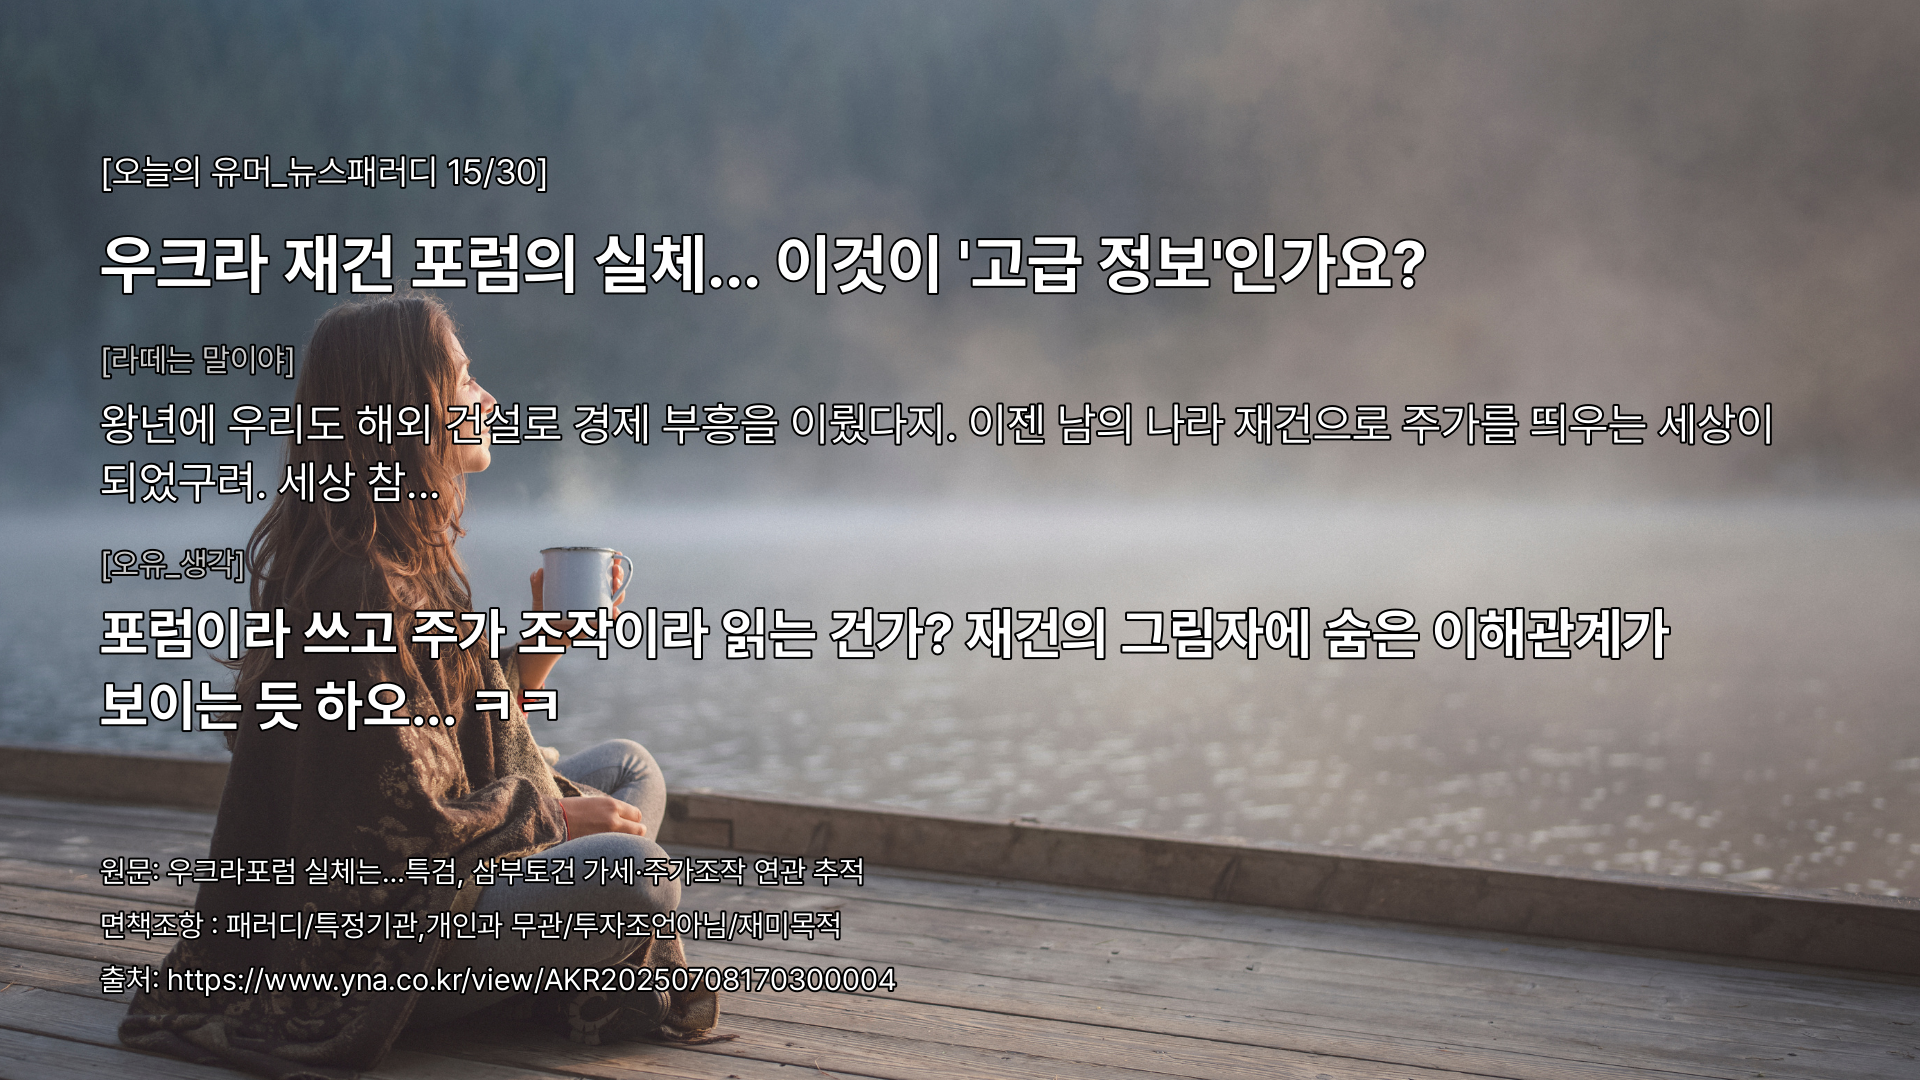 [오늘의 유머_뉴스패러디 15/30]
우크라 재건 포럼의 실체... 이것이 '고급 정보'인가요?
[라떼는 말이야]
왕년에 우리도 해외 건설로 경제 부흥을 이뤘다지. 이젠 남의 나라 재건으로 주가를 띄우는 세상이
되었구려. 세상 참...
[오유_생각]
포럼이라 쓰고 주가 조작이라 읽는 건가? 재건의 그림자에 숨은 이해관계가
보이는 듯 하오... ㅋㅋ
원문: 우크라포럼 실체는...특검, 삼부토건 가세·주가조작 연관 추적
면책조항 : 패러디/특정기관,개인과 무관/투자조언아님/재미목적
출처: https://www.yna.co.kr/view/AKR20250708170300004